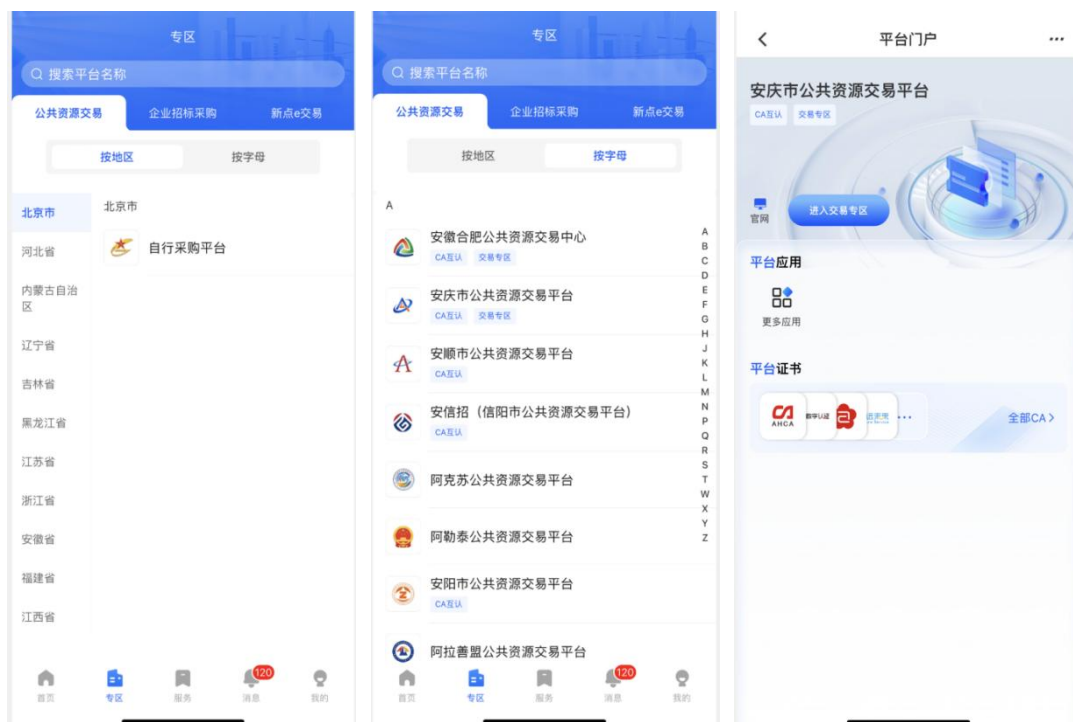 专区
搜索平台名称
公共资源交易
企业招标采购
新点e交易
按地区
按字母
北京市
河北省
内蒙古自治区
辽宁省
吉林省
黑龙江省
江苏省
浙江省
安徽省
福建省
江西省
北京市
自行采购平台
首页
专区
服务
120
消息
我的
专区
搜索平台名称
公共资源交易
企业招标采购
新点e交易
按地区
按字母
A
安徽合肥公共资源交易中心
CA互认 交易专区
安庆市公共资源交易平台
CA互认 交易专区
安顺市公共资源交易平台
CA互认
安信招（信阳市公共资源交易平台）
CA互认
阿克苏公共资源交易平台
阿勒泰公共资源交易平台
安阳市公共资源交易平台
CA互认
阿拉善盟公共资源交易平台
A
B
C
D
E
F
G
H
J
K
L
M
N
P
Q
R
S
T
W
X
Y
Z
首页
专区
服务
120
消息
我的
平台门户
安庆市公共资源交易平台
CA互认 交易专区
官网
进入交易专区
平台应用
更多应用
平台证书
AHCA
数字认证
全部CA